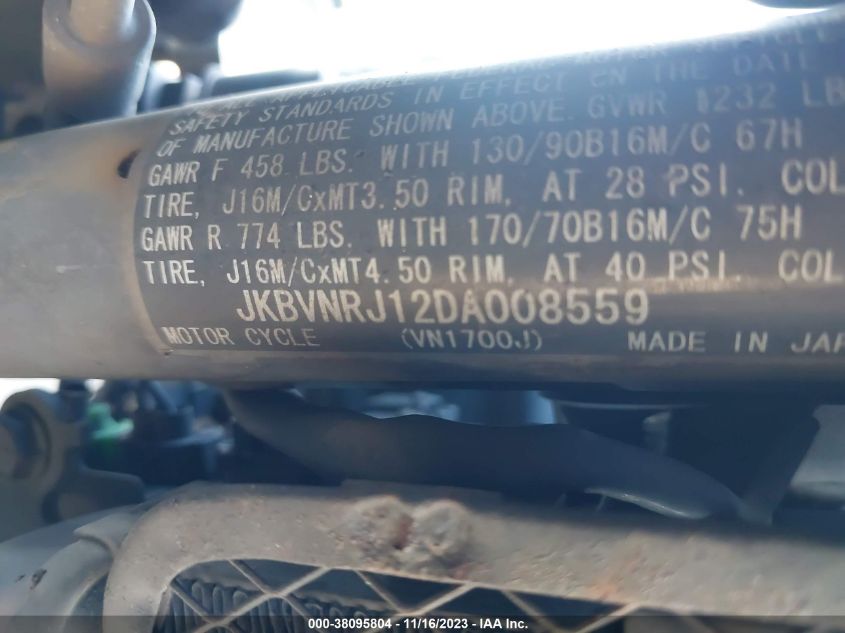 SAFETY STANDARDS IN EFFECT ON THE DATE
OF MANUFACTURE SHOWN ABOVE. GVWR 1232 LB
GAWR F 458 LBS. WITH 130/90B16M/C 67H
TIRE, J16M/CxMT3.50 RIM, AT 28 PSI. COL
GAWR R 774 LBS. WITH 170/70B16M/C 75H
TIRE, J16M/CxMT4.50 RIM, AT 40 PSI. COL
JKBVNRJ12DA008559
MOTOR CYCLE (VN1700J) MADE IN JAP
000-38095804 - 11/16/2023 - IAA Inc.